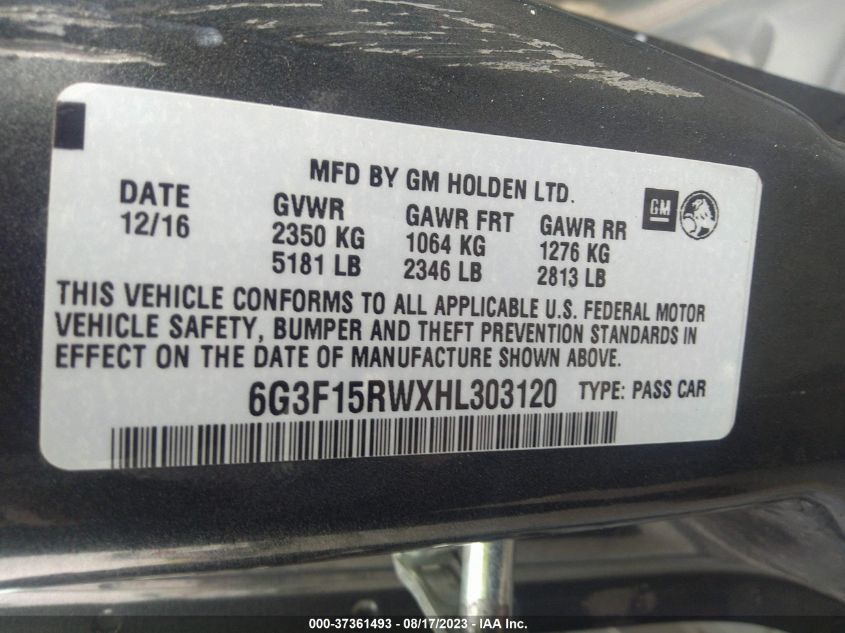 MFD BY GM HOLDEN LTD.
DATE GVWR GAWR FRT GAWR RR GM
12/16 2350 KG 1064 KG 1276 KG
5181 LB 2346 LB 2813 LB
THIS VEHICLE CONFORMS TO ALL APPLICABLE U.S. FEDERAL MOTOR
VEHICLE SAFETY, BUMPER AND THEFT PREVENTION STANDARDS IN
EFFECT ON THE DATE OF MANUFACTURE SHOWN ABOVE.
6G3F15RWXHL303120 TYPE: PASS CAR
000-37361493 - 08/17/2023 - IAA Inc.